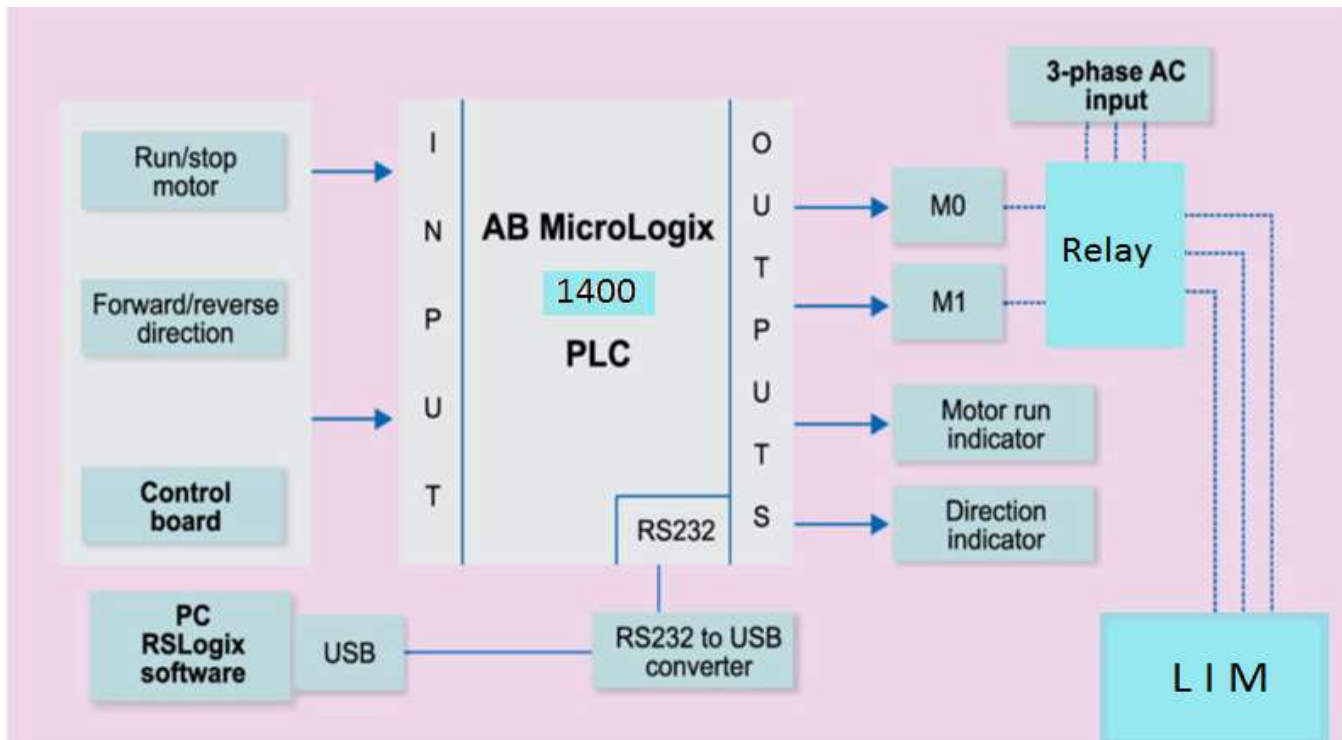 3-phase AC
input
Run/stop
motor
Forward/reverse
direction
Control
board
I
N
P
U
T
AB MicroLogix
1400
PLC
RS232
O
U
T
P
U
T
S
M0
M1
Relay
Motor run
indicator
Direction
indicator
PC
RSLogix
software
USB
RS232 to USB
converter
L I M